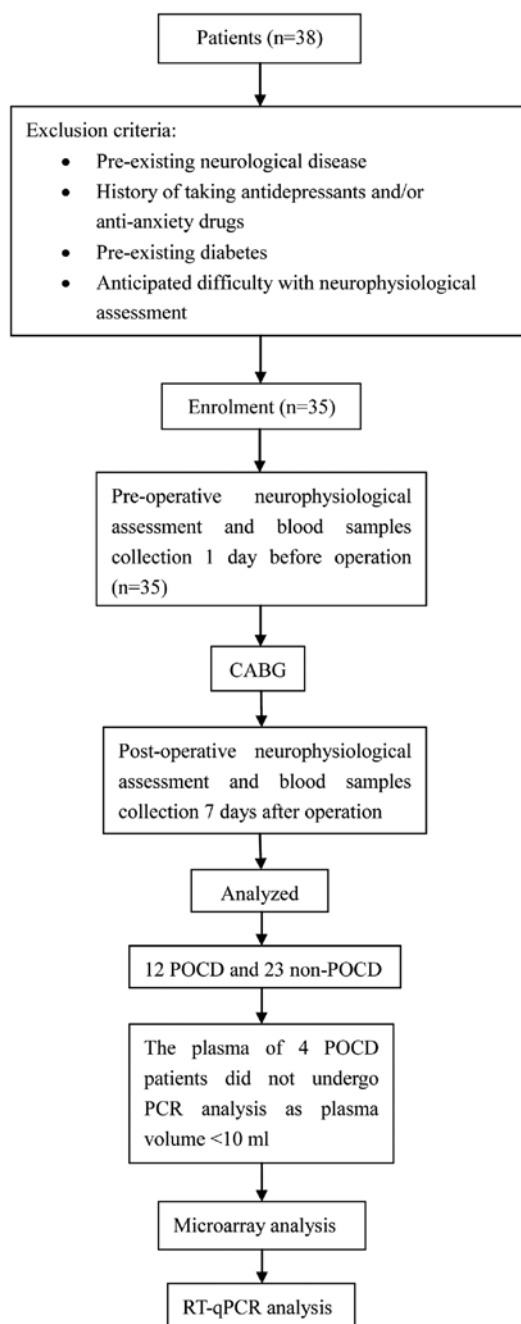 Patients (n=38)
Exclusion criteria:
• Pre-existing neurological disease
• History of taking antidepressants and/or
anti-anxiety drugs
• Pre-existing diabetes
• Anticipated difficulty with neurophysiological
assessment
Enrolment (n=35)
Pre-operative neurophysiological
assessment and blood samples
collection 1 day before operation
(n=35)
CABG
Post-operative neurophysiological
assessment and blood samples
collection 7 days after operation
Analyzed
12 POCD and 23 non-POCD
The plasma of 4 POCD
patients did not undergo
PCR analysis as plasma
volume <10 ml
Microarray analysis
RT-qPCR analysis